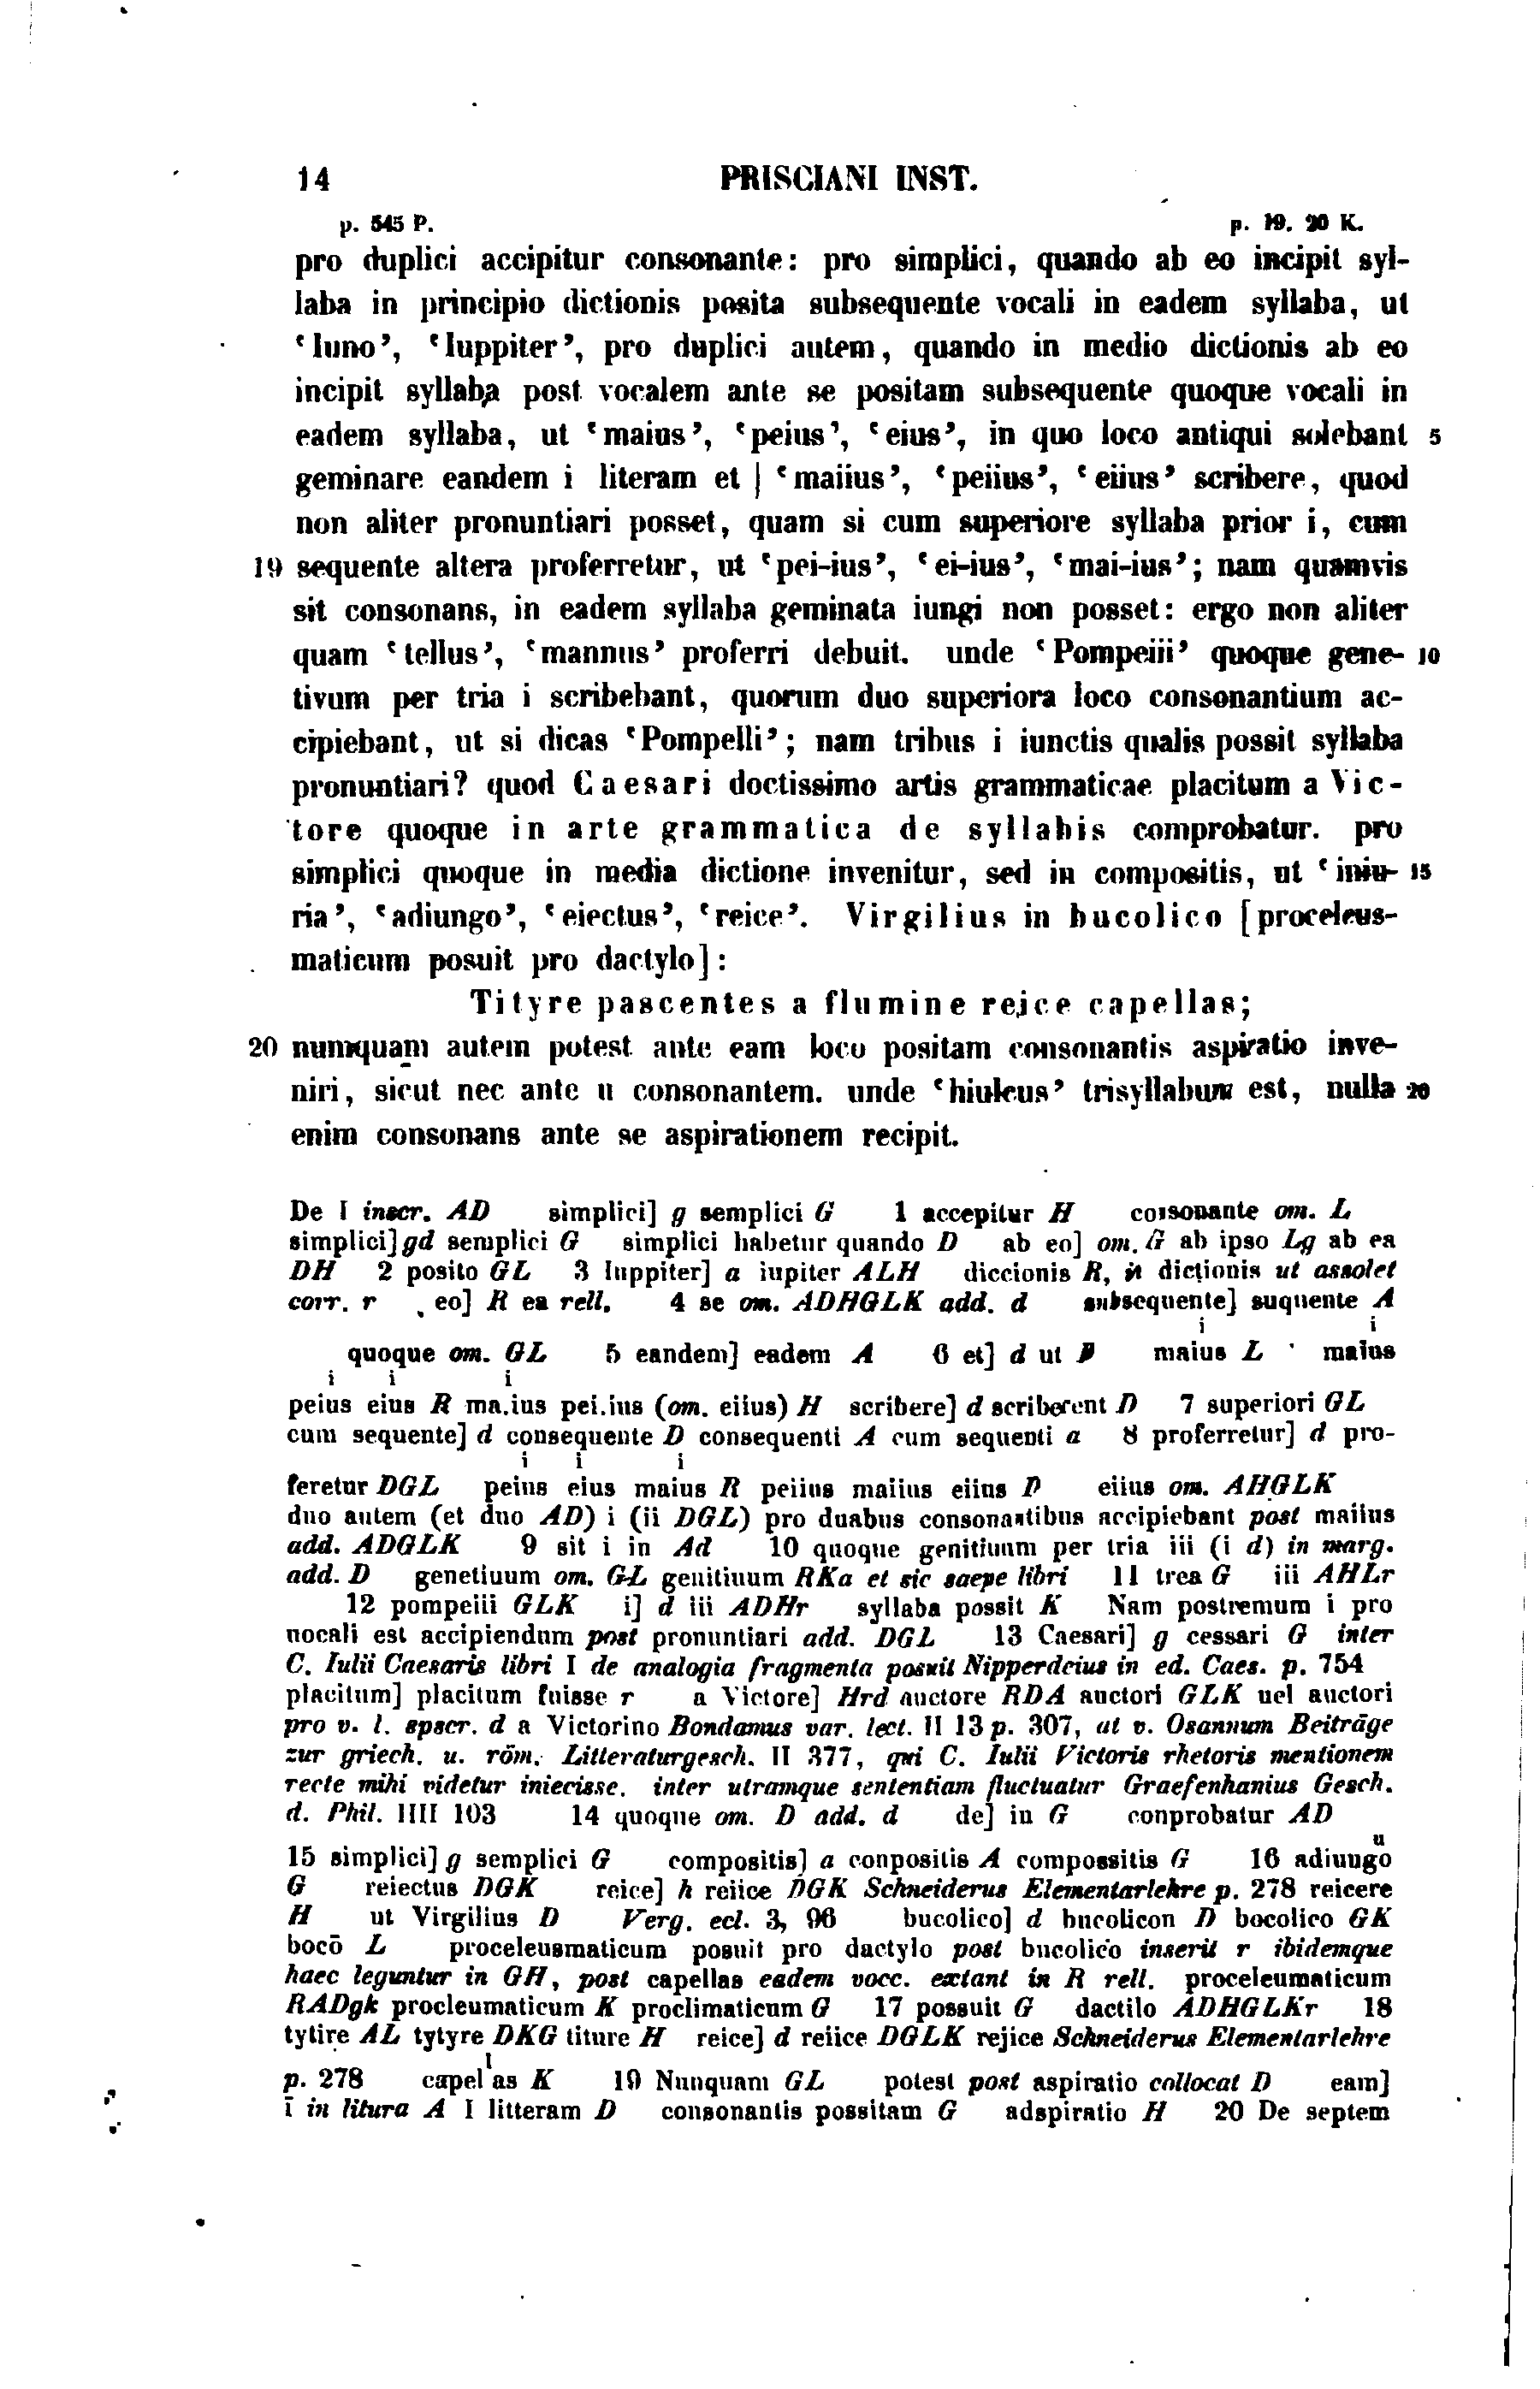 14 PRISCIANI INST.
p. 545 P. p. 19. 20 K.
pro duplici accipitur consonante: pro simplici, quando ab eo incipit syl-
laba in principio dictionis posita subsequente vocali in eadem syllaba, ut
‘Iuno’, ‘Iuppiter’, pro duplici autem, quando in medio dictionis ab eo
incipit syllaba post vocalem ante se positam subsequente quoque vocali in
eadem syllaba, ut ‘maius’, ‘peius’, ‘eius’, in quo loco antiqui solebant 5
geminare eandem i literam et | ‘maiius’, ‘peiius’, ‘eiius’ scribere, quod
non aliter pronuntiari posset, quam si cum superiore syllaba prior i, cum
19 sequente altera proferretur, ut ‘pei-ius’, ‘ei-ius’, ‘mai-ius’; nam quamvis
sit consonans, in eadem syllaba geminata iungi non posset: ergo non aliter
quam ‘tellus’, ‘mannus’ proferri debuit. unde ‘Pompeiii’ quoque gene- 10
tivum per tria i scribebant, quorum duo superiora loco consonantium ac-
cipiebant, ut si dicas ‘Pompelli’; nam tribus i iunctis qualis possit syllaba
pronuntiari? quod Caesari doctissimo artis grammaticae placitum a Vic-
tore quoque in arte grammatica de syllabis comprobatur. pro
simplici quoque in media dictione invenitur, sed in compositis, ut ‘iniu- 15
ria’, ‘adiungo’, ‘eiectus’, ‘reice’. Virgilius in bucolico [proceleus-
maticum posuit pro dactylo]:
Tityre pascentes a flumine rejce capellas;
20 numquam autem potest ante eam loco positam consonantis aspiratio inve-
niri, sicut nec ante u consonantem. unde ‘hiulcus’ trisyllabum est, nulla 20
enim consonans ante se aspirationem recipit.
De I inscr. AD simplici] g semplici G 1 accepitur H consonante om. L
simplici] gd semplici G simplici habetur quando D ab eo] om. G ab ipso Lg ab ea
DH 2 posito GL 3 Iuppiter] a iupiter ALH diccionis R, in dictionis ut assolet
corr. r eo] R ea rell. 4 se om. ADHGLK add. d subsequente] suquente A
i i
quoque om. GL 5 eandem] eadem A 6 et] d ut D maius L maius
i i i
peius eius R ma.ius pei.ius (om. eiius) H scribere] d scriberent D 7 superiori GL
cum sequente] d consequente D consequenti A cum sequenti a 8 proferretur] d pro-
i i i
feretur DGL peius eius maius R peiius maiius eiius D eiius om. AHGLK
duo autem (et duo AD) i (ii DGL) pro duabus consonantibus accipiebant post maiius
add. ADGLK 9 sit i in Ad 10 quoque genitiuum per tria iii (i d) in marg.
add. D genetiuum om. GL genitiuum RKa et sic saepe libri 11 trea G iii AHLr
12 pompeiii GLK i] d iii ADHr syllaba possit K Nam postremum i pro
uocali est accipiendum post pronuntiari add. DGL 13 Caesari] g cessari G inter
C. Iulii Caesaris libri I de analogia fragmenta posuit Nipperdeius in ed. Caes. p. 754
placitum] placitum fuisse r a Victore] Hrd auctore RDA auctori GLK uel auctori
pro v. l. spscr. d a Victorino Bondamus var. lect. II 13 p. 307, at v. Osannum Beiträge
zur griech. u. röm. Litteraturgesch. II 377, qui C. Iulii Victoris rhetoris mentionem
recte mihi videtur iniecisse. inter utramque sententiam fluctuatur Graefenhanius Gesch.
d. Phil. IIII 103 14 quoque om. D add. d de] in G conprobatur AD
u
15 simplici] g semplici G compositis] a conpositis A compossitis G 16 adiuugo
G reiectus DGK reice] h reiice DGK Schneiderus Elementarlehre p. 278 reicere
H ut Virgilius D Verg. ecl. 3, 96 bucolico] d bucolicon D bocolico GK
bocō L proceleusmaticum posuit pro dactylo post bucolico inserit r ibidemque
haec leguntur in GH, post capellas eadem vocc. extant in R rell. proceleumaticum
RADgk procleumaticum K proclimaticum G 17 possuit G dactilo ADHGLKr 18
tytire AL tytyre DKG titure H reice] d reiice DGLK rejice Schneiderus Elementarlehre
l
p. 278 capel as K 19 Nunquam GL potest post aspiratio collocat D eam]
ī in litura A I litteram D consonantis possitam G adspiratio H 20 De septem